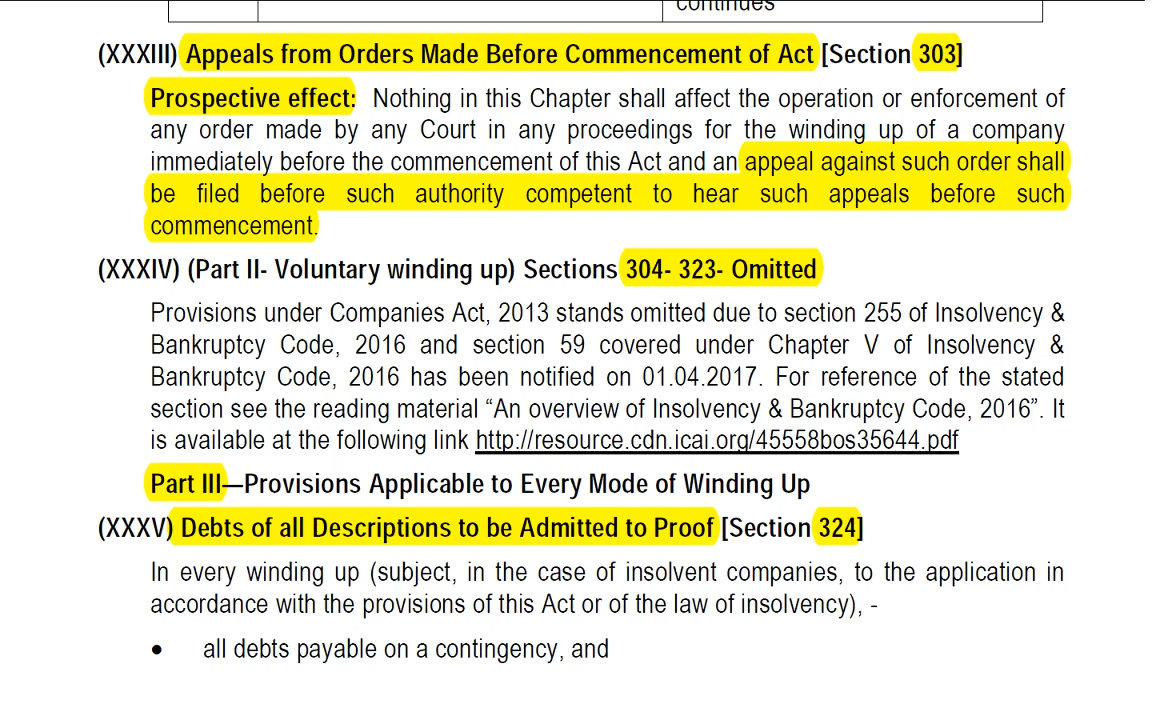 continues
(XXXIII) Appeals from Orders Made Before Commencement of Act [Section 303]
Prospective effect: Nothing in this Chapter shall affect the operation or enforcement of
any order made by any Court in any proceedings for the winding up of a company
immediately before the commencement of this Act and an appeal against such order shall
be filed before such authority competent to hear such appeals before such
commencement.
(XXXIV) (Part II- Voluntary winding up) Sections 304- 323- Omitted
Provisions under Companies Act, 2013 stands omitted due to section 255 of Insolvency &
Bankruptcy Code, 2016 and section 59 covered under Chapter V of Insolvency &
Bankruptcy Code, 2016 has been notified on 01.04.2017. For reference of the stated
section see the reading material “An overview of Insolvency & Bankruptcy Code, 2016”. It
is available at the following link http://resource.cdn.icai.org/45558bos35644.pdf
Part III—Provisions Applicable to Every Mode of Winding Up
(XXXV) Debts of all Descriptions to be Admitted to Proof [Section 324]
In every winding up (subject, in the case of insolvent companies, to the application in
accordance with the provisions of this Act or of the law of insolvency), -
• all debts payable on a contingency, and